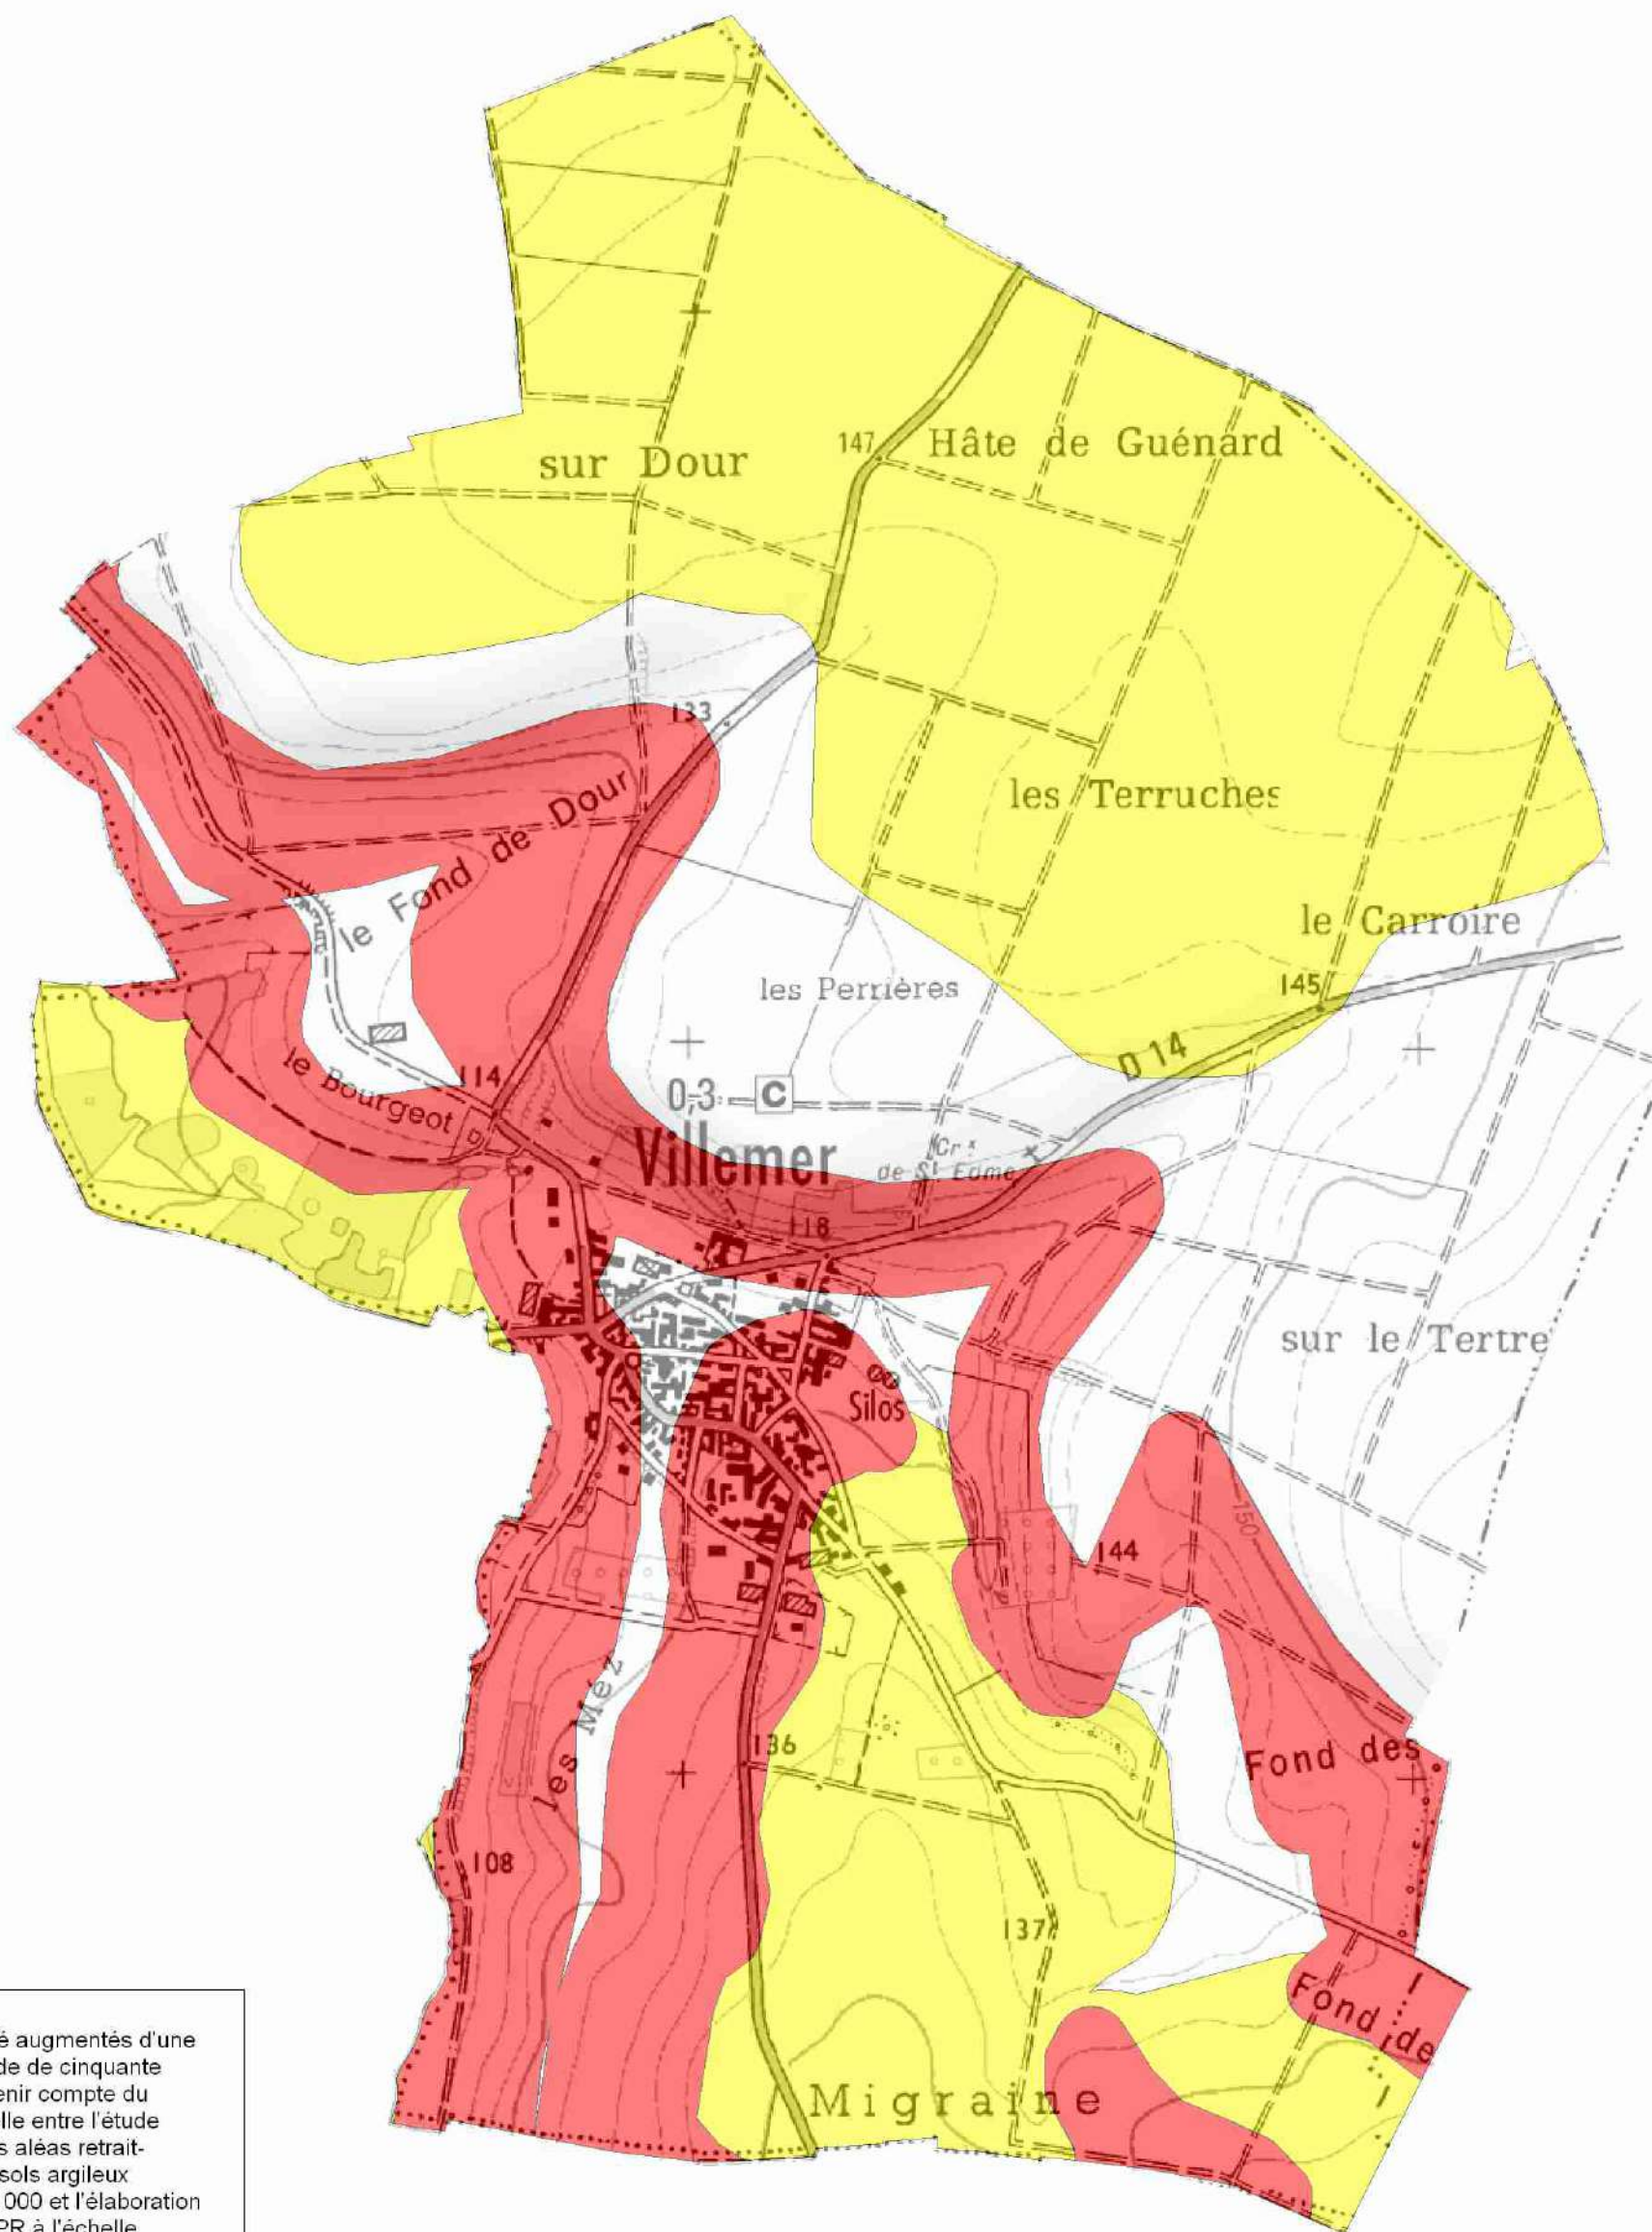 sur Dour
147
Hâte de Guénard
133
les Terruches
le Fond de Dour
le Carroire
les Perrières
145
D 14
le Bourgeot
114
0,3
C
Villemer
Cr x
de St Edme
118
sur le Tertre
Silos
150
144
les Mez
136
Fond des
108
137
Fond de
Migraine
é augmentés d'une
de de cinquante
enir compte du
elle entre l'étude
s aléas retrait-
sols argileux
000 et l'élaboration
PR à l'échelle